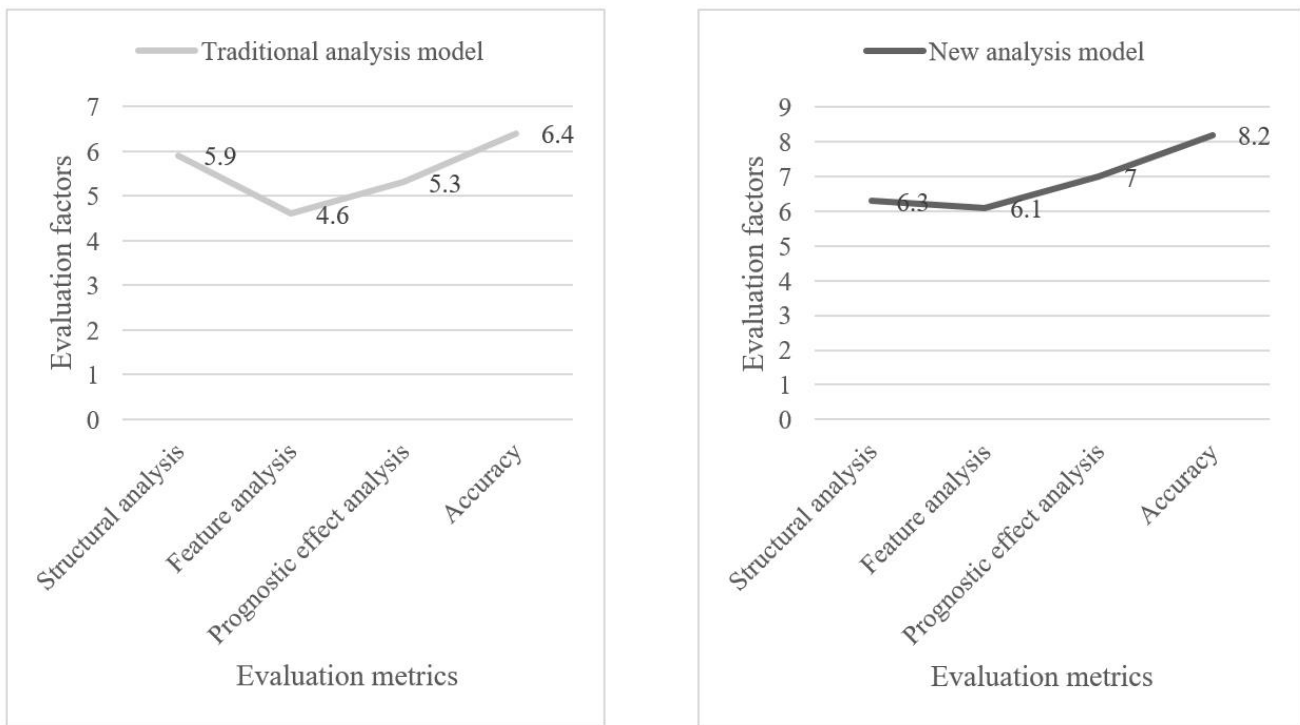 Traditional analysis model
Evaluation factors
7
6
5
4
3
2
1
0
5.9
4.6
5.3
6.4
Structural analysis
Feature analysis
Prognostic effect analysis
Accuracy
Evaluation metrics
New analysis model
Evaluation factors
9
8
7
6
5
4
3
2
1
0
6.3
6.1
7
8.2
Structural analysis
Feature analysis
Prognostic effect analysis
Accuracy
Evaluation metrics